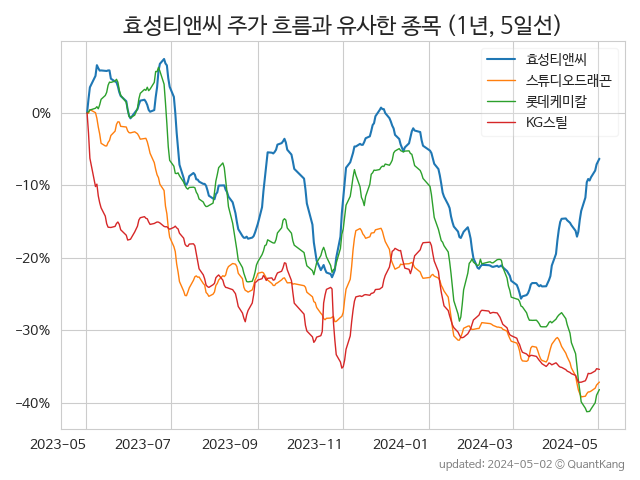 효성티앤씨 주가 흐름과 유사한 종목 (1년, 5일선)
효성티앤씨
스튜디오드래곤
롯데케미칼
KG스틸
0%
−10%
−20%
−30%
−40%
2023-05 2023-07 2023-09 2023-11 2024-01 2024-03 2024-05
updated: 2024-05-02 © QuantKang